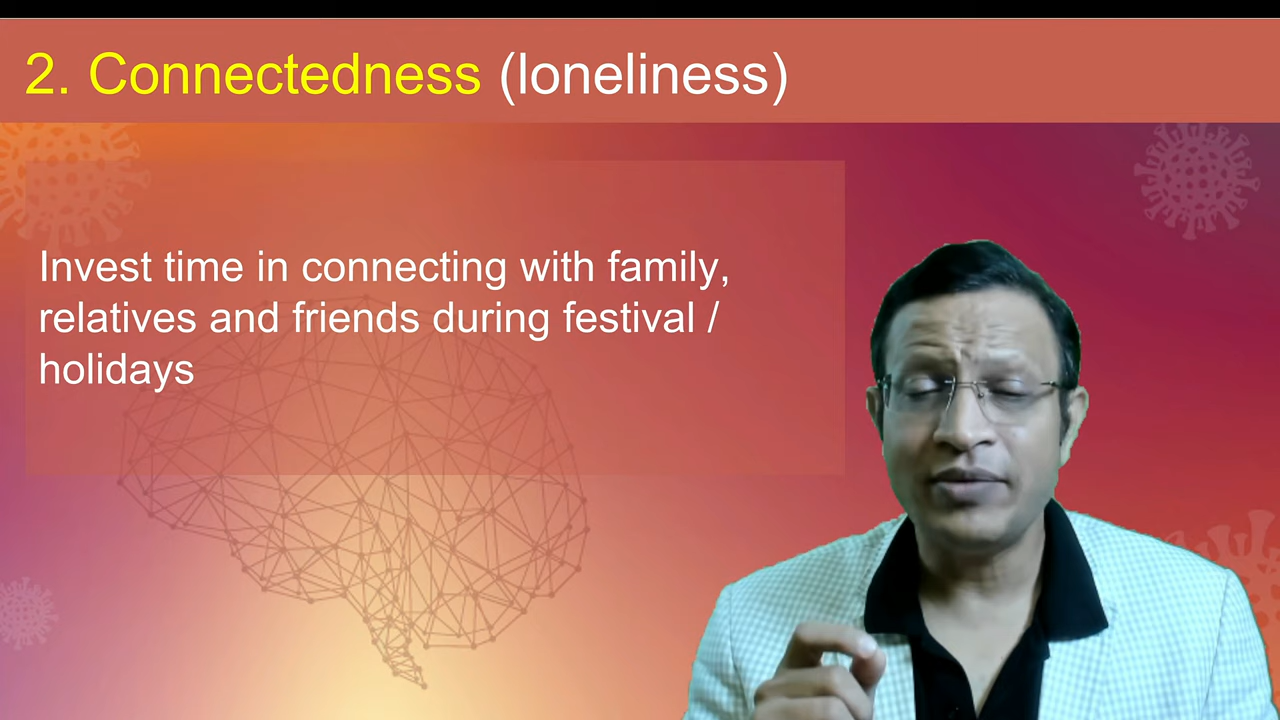 2. Connectedness (loneliness)
Invest time in connecting with family,
relatives and friends during festival /
holidays